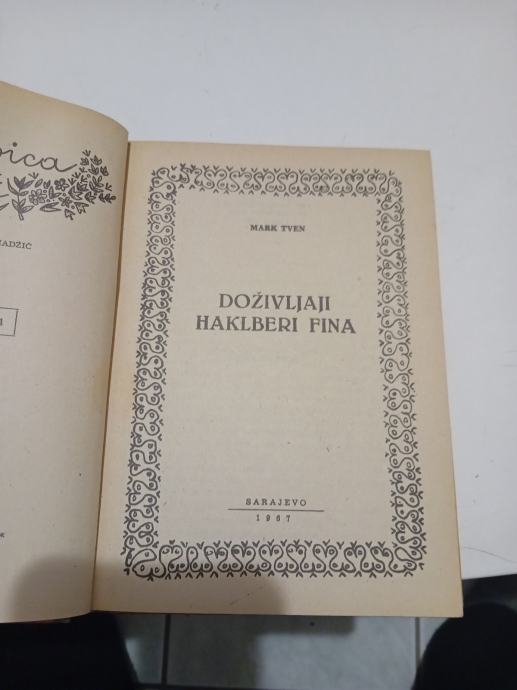 MARK TVEN
DOŽIVLJAJI
HAKLBERI FINA
SARAJEVO
1967